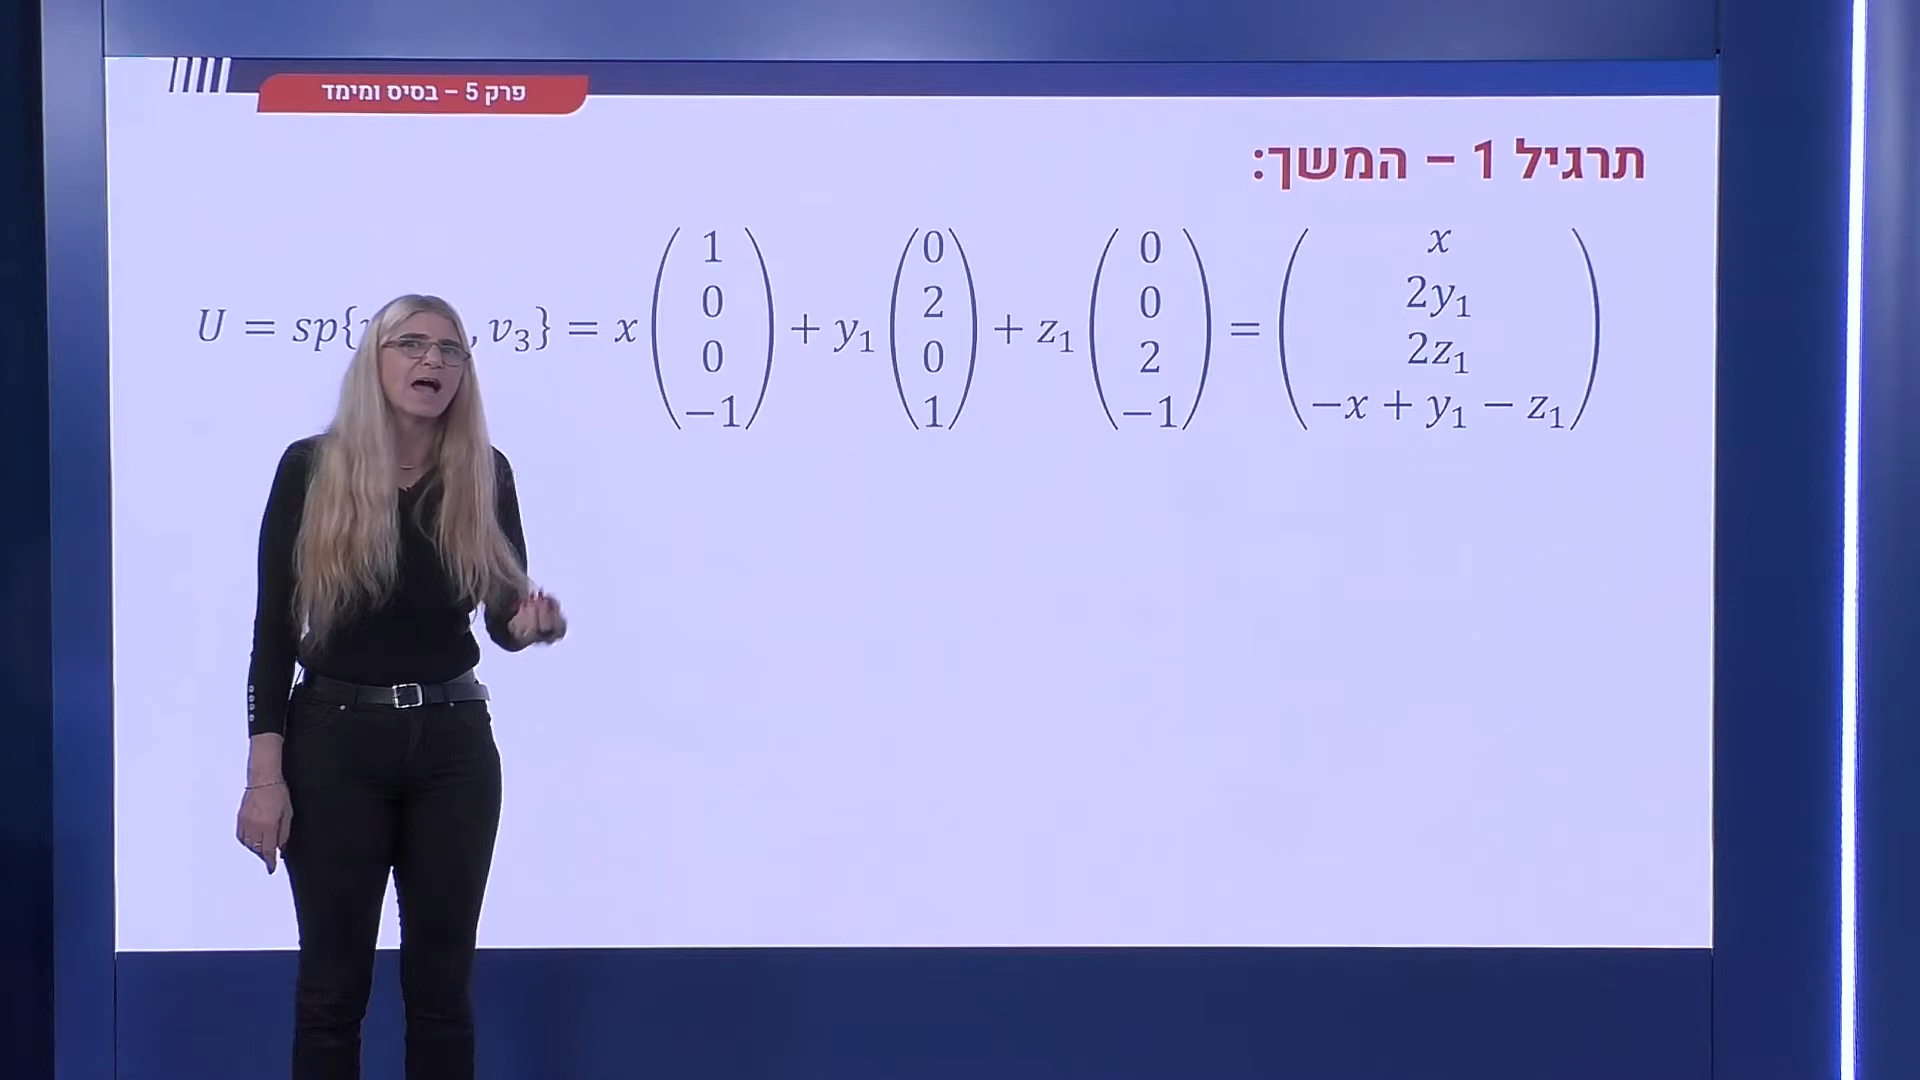 פרק 5 – בסיס ומימד
תרגיל 1 – המשך:
U = sp{ , v₃} = x (1 0 0 −1) + y₁ (0 2 0 1) + z₁ (0 0 2 −1) = (x 2y₁ 2z₁ −x + y₁ − z₁)